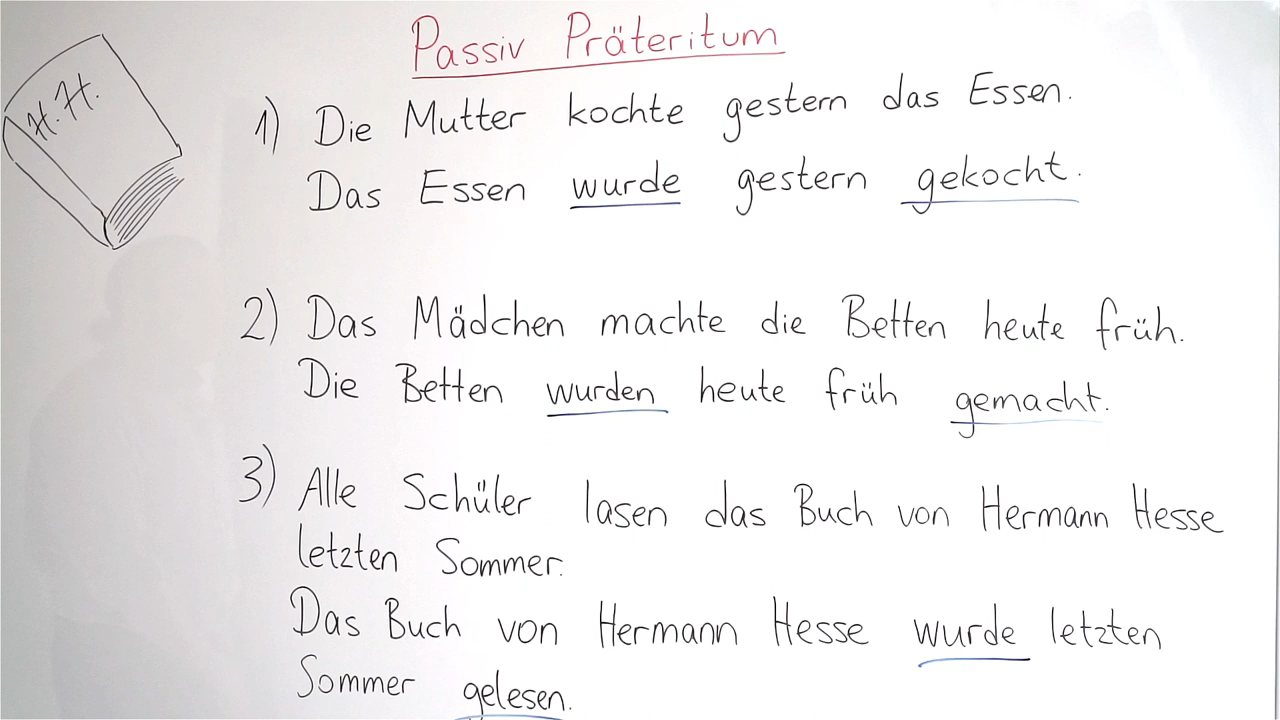 Passiv Präteritum
H.H.
1) Die Mutter kochte gestern das Essen.
Das Essen wurde gestern gekocht.
2) Das Mädchen machte die Betten heute früh.
Die Betten wurden heute früh gemacht.
3) Alle Schüler lasen das Buch von Hermann Hesse
letzten Sommer.
Das Buch von Hermann Hesse wurde letzten
Sommer gelesen.